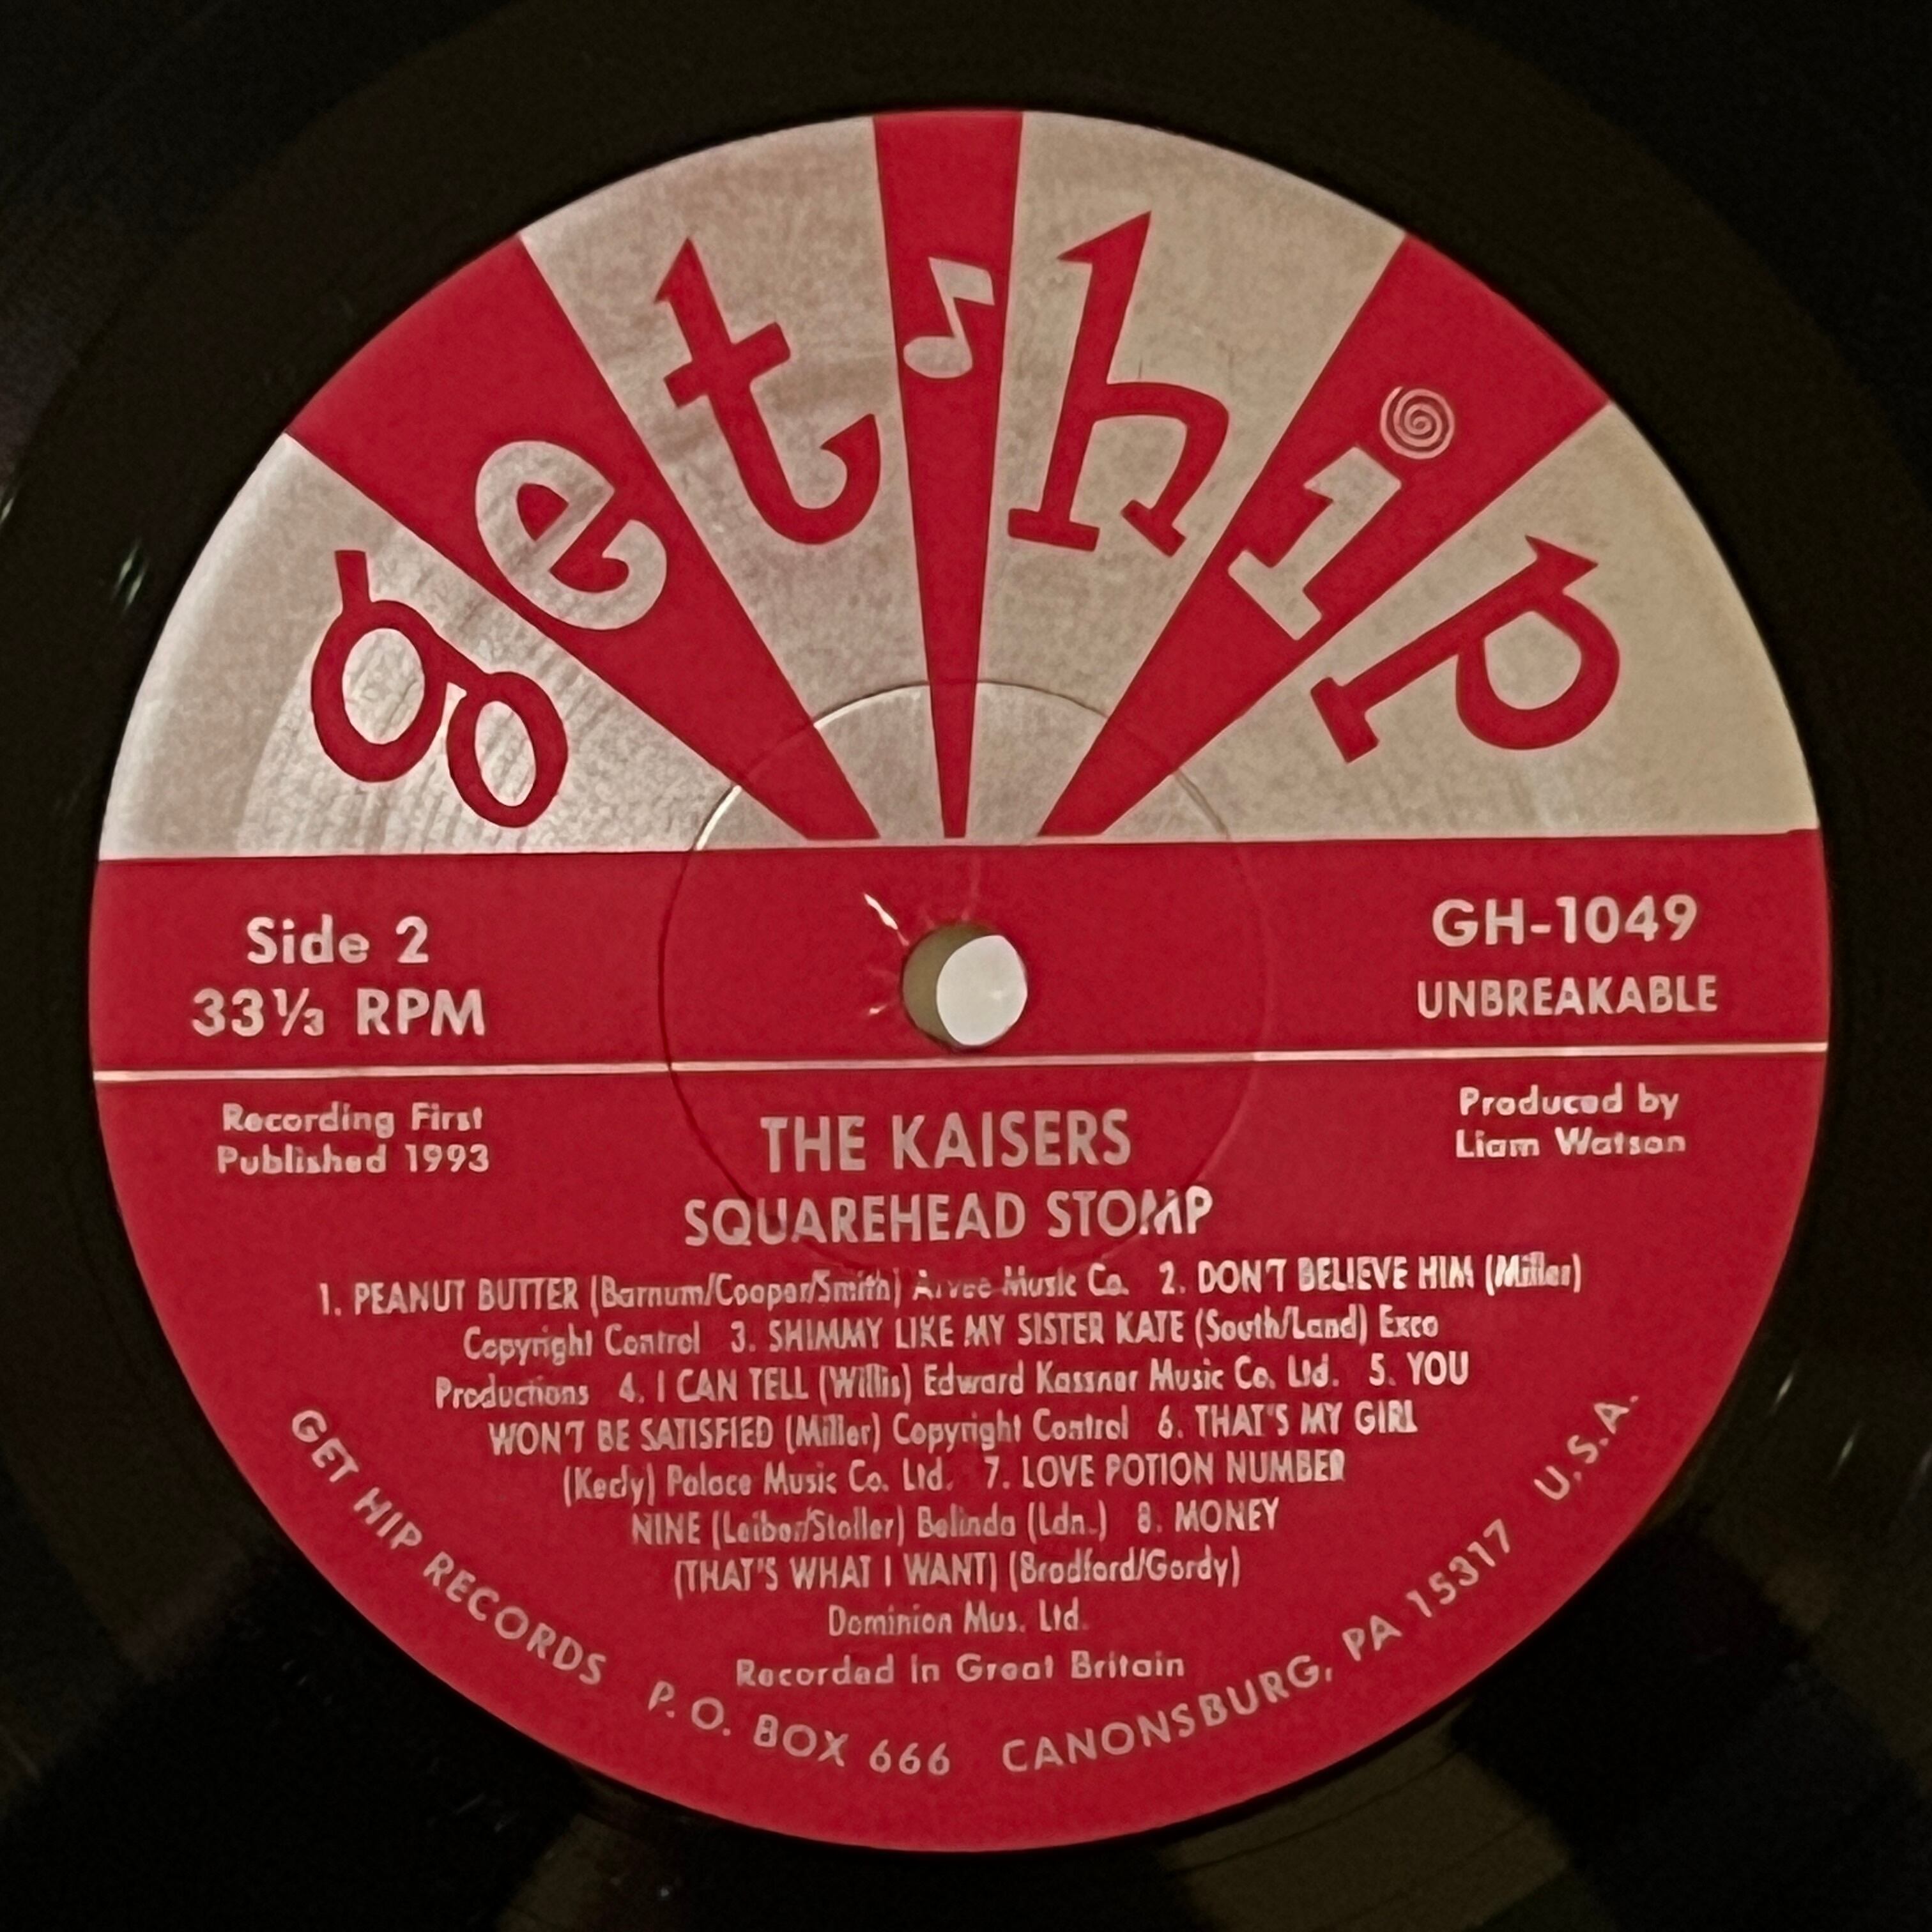 get hip
Side 2
33⅓ RPM
GH-1049
UNBREAKABLE
Recording First
Published 1993
Produced by
Liam Watson
THE KAISERS
SQUAREHEAD STOMP
1. PEANUT BUTTER (Barnum/Cooper/Smith) Arvee Music Co. 2. DON'T BELIEVE HIM (Miller)
Copyright Control 3. SHIMMY LIKE MY SISTER KATE (South/Land) Exco
Productions 4. I CAN TELL (Willis) Edward Kassner Music Co. Ltd. 5. YOU
WON'T BE SATISFIED (Miller) Copyright Control 6. THAT'S MY GIRL
(Kedy) Palace Music Co. Ltd. 7. LOVE POTION NUMBER
NINE (Leiber/Stoller) Belinda (Ldn.) 8. MONEY
(THAT'S WHAT I WANT) (Bradford/Gordy)
Dominion Mus. Ltd.
Recorded in Great Britain
GET HIP RECORDS P.O. BOX 666 CANONSBURG, PA 15317 U.S.A.